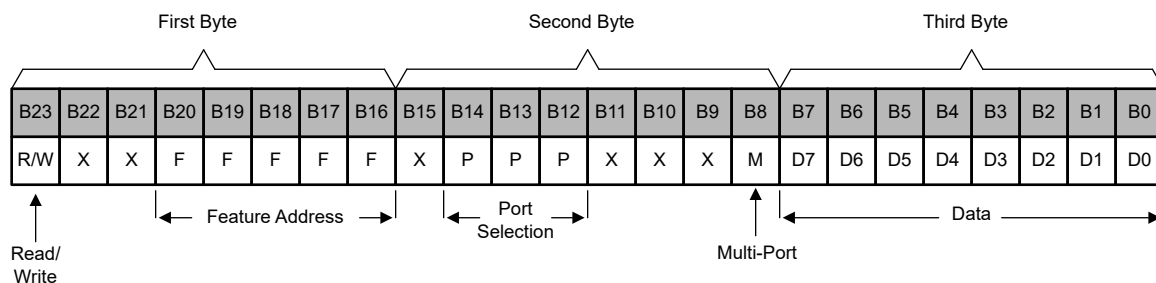 First Byte Second Byte Third Byte
B23 B22 B21 B20 B19 B18 B17 B16 B15 B14 B13 B12 B11 B10 B9 B8 B7 B6 B5 B4 B3 B2 B1 B0
R/W X X F F F F F X P P P X X X M D7 D6 D5 D4 D3 D2 D1 D0
Feature Address
Port
Selection
Data
Read/
Write
Multi-Port